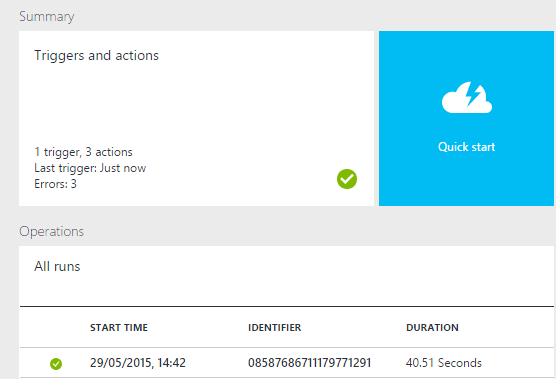 Summary
Triggers and actions
1 trigger, 3 actions
Last trigger: Just now
Errors: 3
Quick start
Operations
All runs
START TIME IDENTIFIER DURATION
29/05/2015, 14:42 08587686711179771291 40.51 Seconds